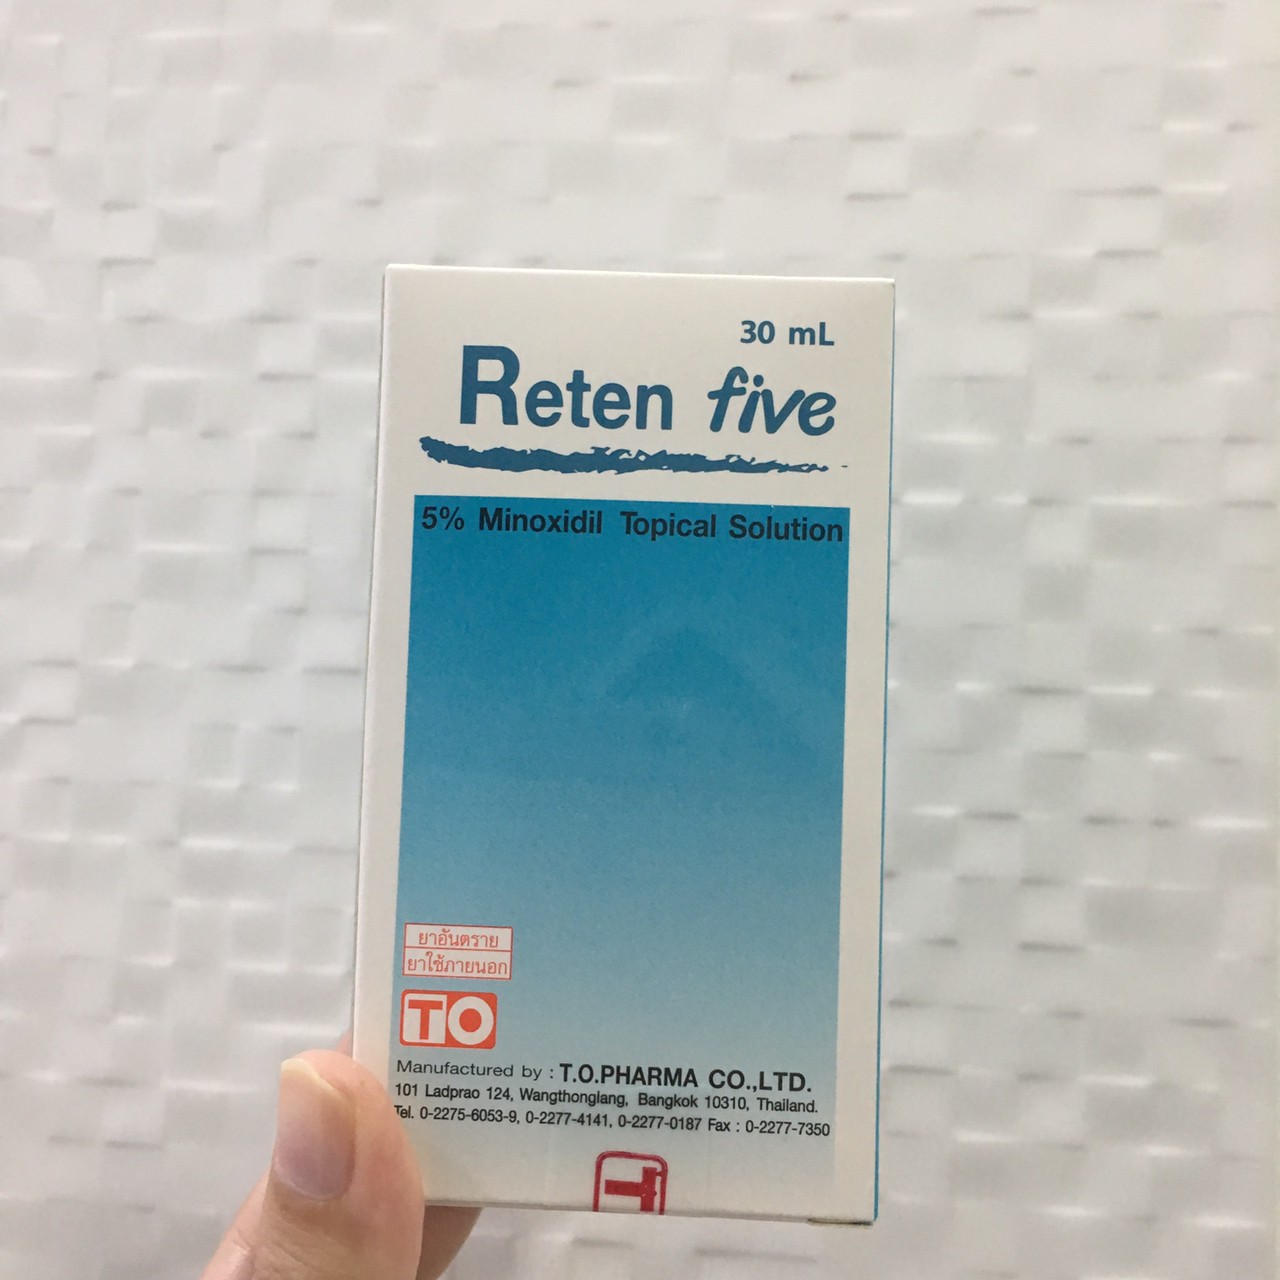 30 mL
Reten five
5% Minoxidil Topical Solution
ยาอันตราย
ยาใช้ภายนอก
TO
Manufactured by : T.O.PHARMA CO.,LTD.
101 Ladprao 124, Wangthonglang, Bangkok 10310, Thailand.
Tel. 0-2275-6053-9, 0-2277-4141, 0-2277-0187 Fax : 0-2277-7350
T